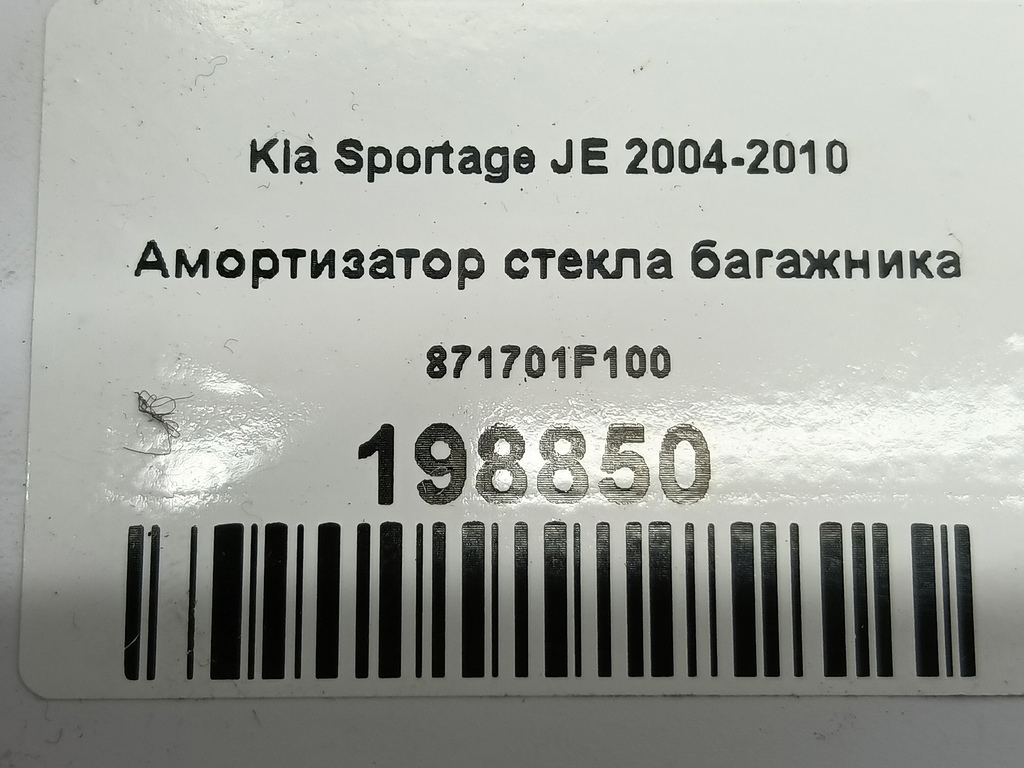 Kia Sportage JE 2004-2010
Амортизатор стекла багажника
871701F100
198850